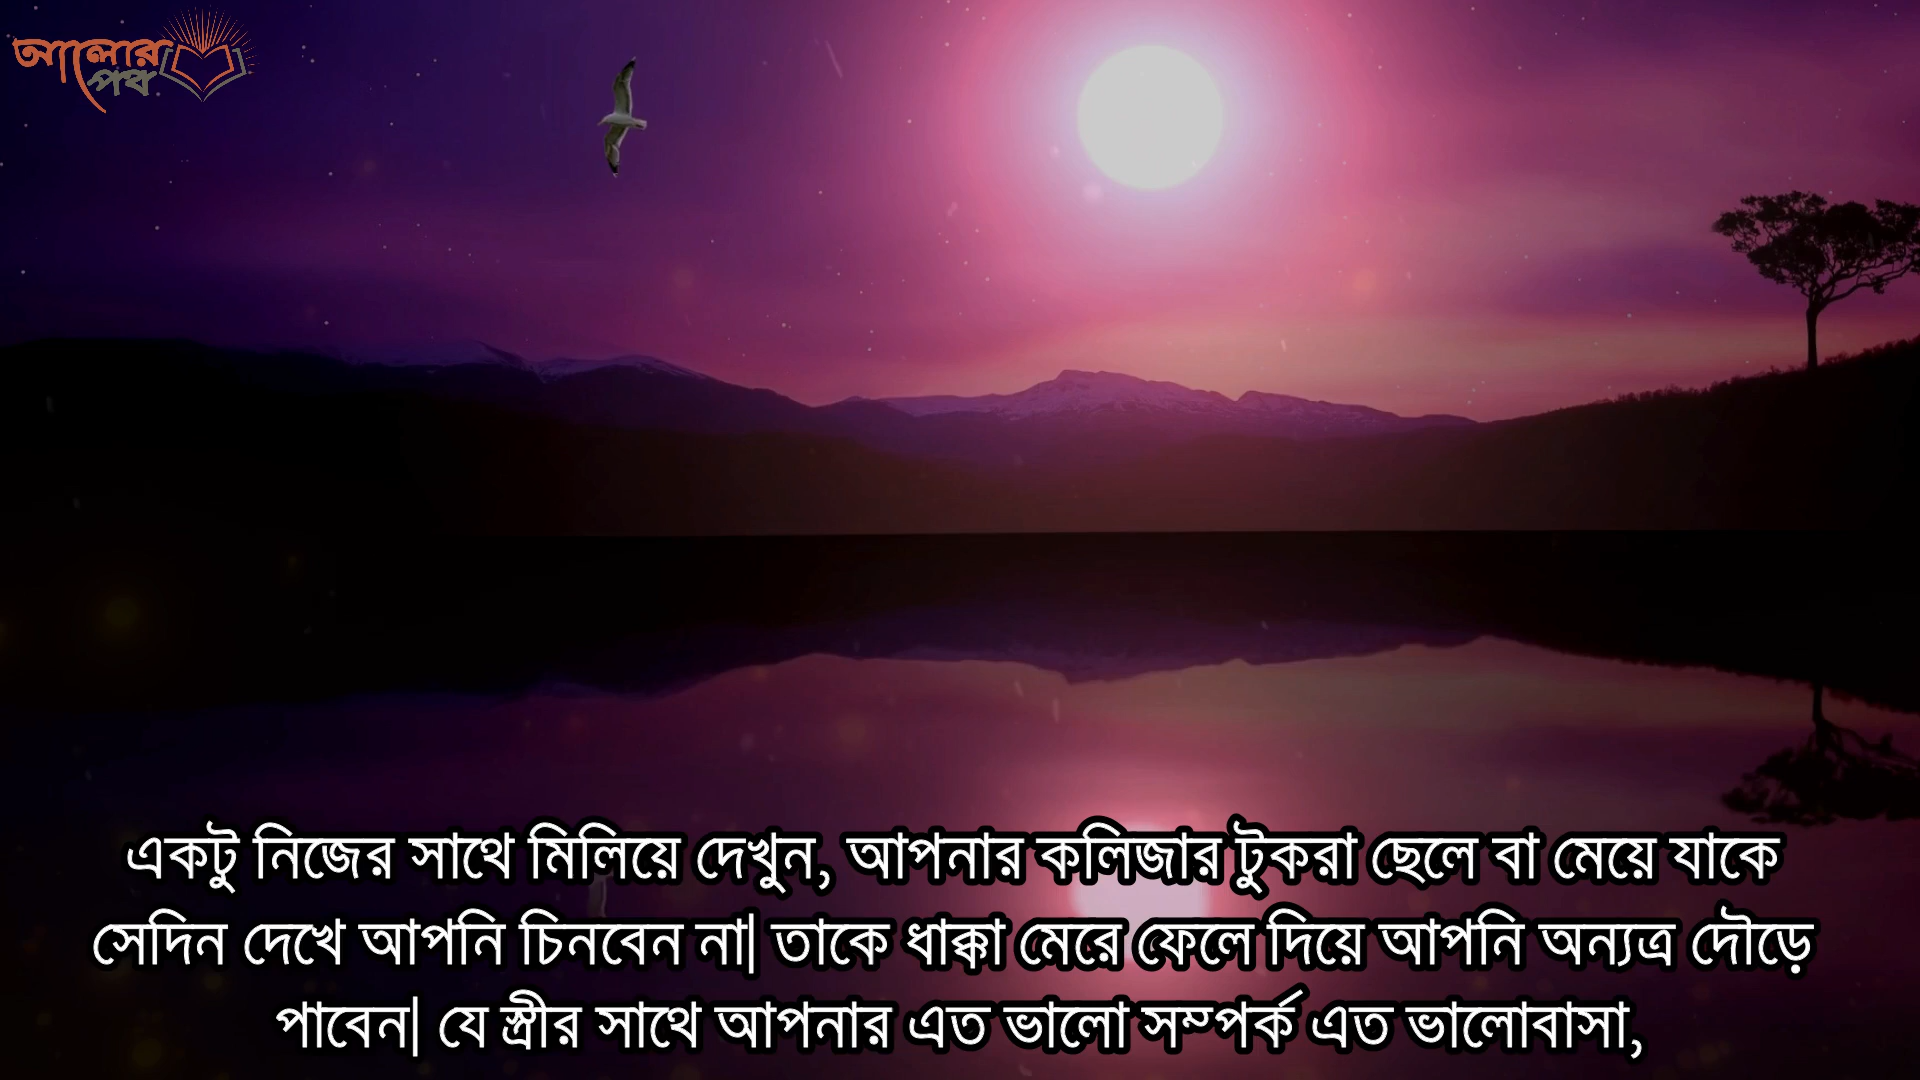 আলোর
পথ
একটু নিজের সাথে মিলিয়ে দেখুন, আপনার কলিজার টুকরা ছেলে বা মেয়ে যাকে
সেদিন দেখে আপনি চিনবেন না| তাকে ধাক্কা মেরে ফেলে দিয়ে আপনি অন্যত্র দৌড়ে
পাবেন| যে স্ত্রীর সাথে আপনার এত ভালো সম্পর্ক এত ভালোবাসা,